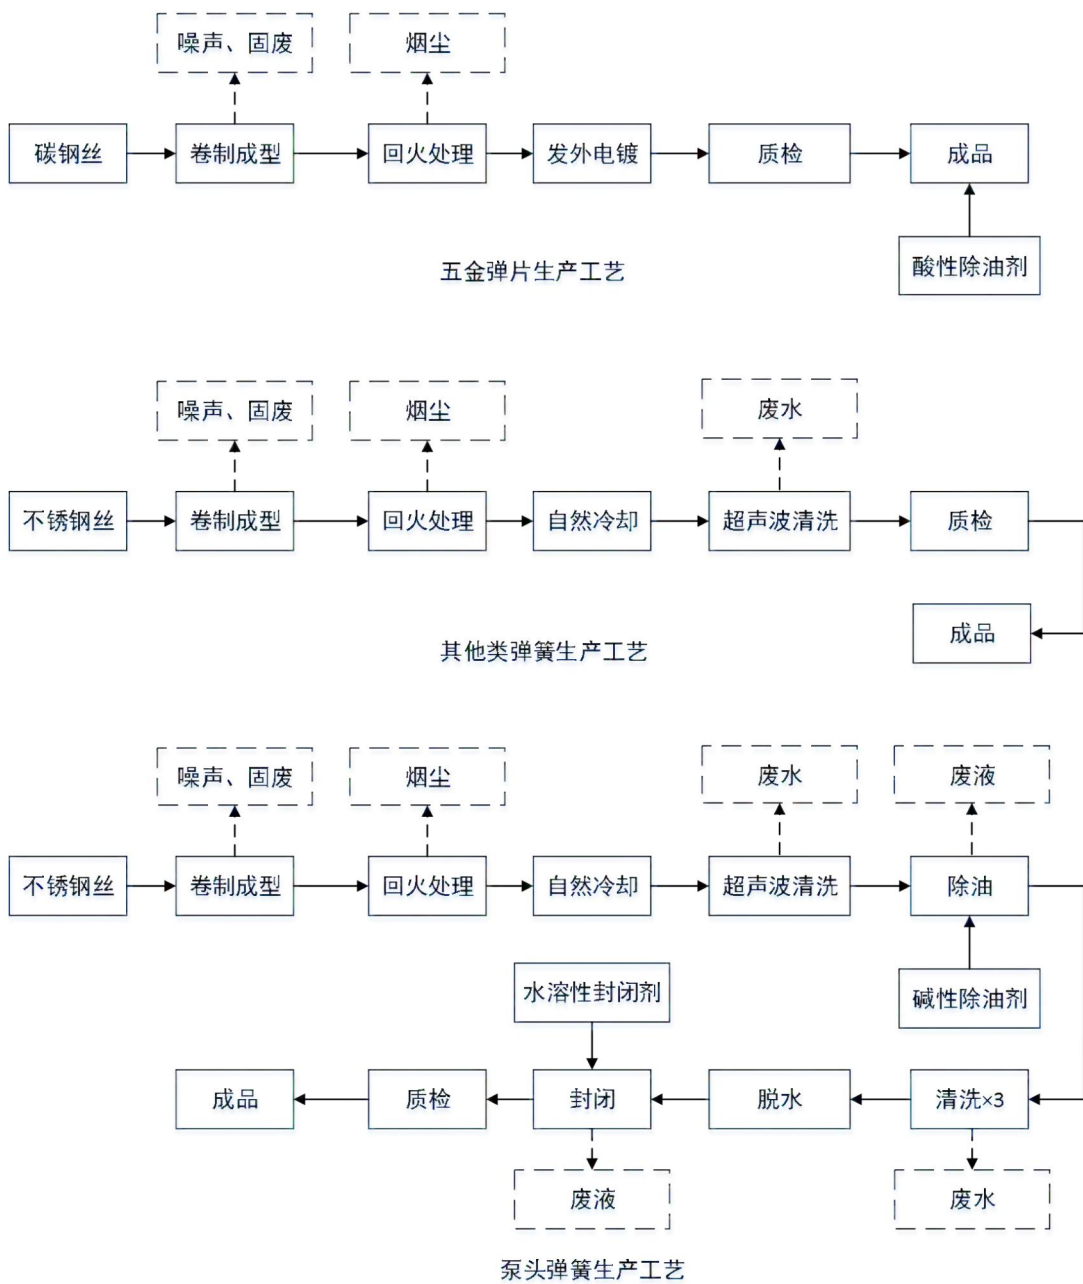 噪声、固废
烟尘
碳钢丝
卷制成型
回火处理
发外电镀
质检
成品
酸性除油剂
五金弹片生产工艺
噪声、固废
烟尘
废水
不锈钢丝
卷制成型
回火处理
自然冷却
超声波清洗
质检
成品
其他类弹簧生产工艺
噪声、固废
烟尘
废水
废液
不锈钢丝
卷制成型
回火处理
自然冷却
超声波清洗
除油
水溶性封闭剂
碱性除油剂
成品
质检
封闭
脱水
清洗×3
废液
废水
泵头弹簧生产工艺